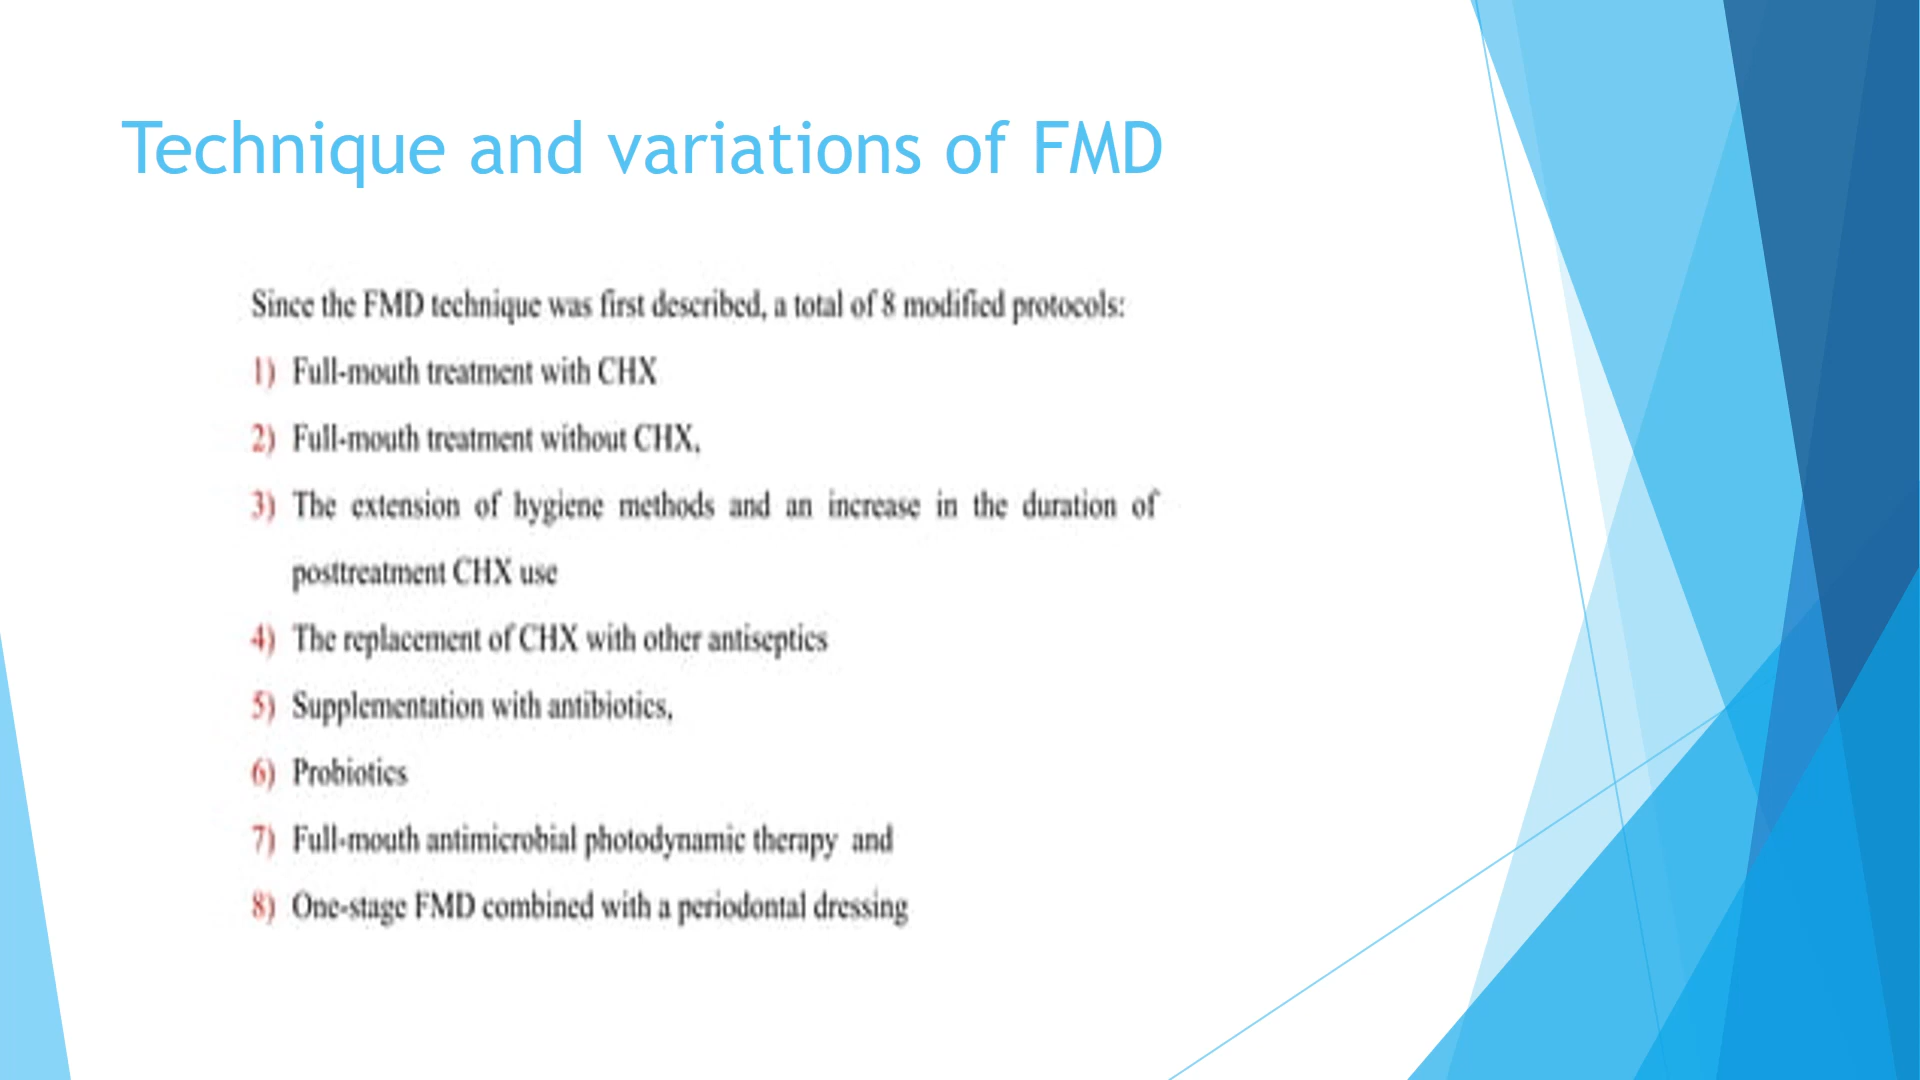 Technique and variations of FMD
Since the FMD technique was first described, a total of 8 modified protocols:
1) Full-mouth treatment with CHX
2) Full-mouth treatment without CHX,
3) The extension of hygiene methods and an increase in the duration of
posttreatment CHX use
4) The replacement of CHX with other antiseptics
5) Supplementation with antibiotics,
6) Probiotics
7) Full-mouth antimicrobial photodynamic therapy and
8) One-stage FMD combined with a periodontal dressing